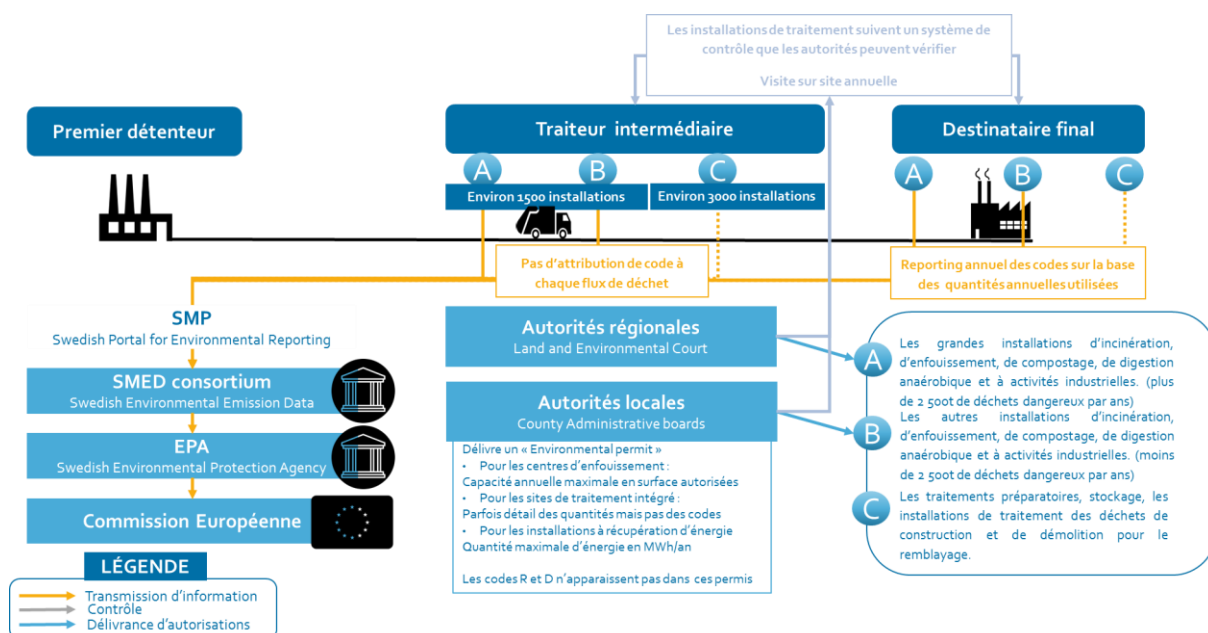 Les installations de traitement suivent un système de
contrôle que les autorités peuvent vérifier
Visite sur site annuelle
Premier détenteur
Traiteur intermédiaire
Destinataire final
A
B
C
A
B
C
Environ 1500 installations
Environ 3000 installations
Pas d'attribution de code à
chaque flux de déchet
Reporting annuel des codes sur la base
des quantités annuelles utilisées
SMP
Swedish Portal for Environmental Reporting
SMED consortium
Swedish Environmental Emission Data
EPA
Swedish Environmental Protection Agency
Commission Européenne
Autorités régionales
Land and Environmental Court
Autorités locales
County Administrative boards
Délivre un « Environmental permit »
• Pour les centres d'enfouissement :
Capacité annuelle maximale en surface autorisées
• Pour les sites de traitement intégré :
Parfois détail des quantités mais pas des codes
• Pour les installations à récupération d'énergie
Quantité maximale d'énergie en MWh/an
Les codes R et D n'apparaissent pas dans ces permis
A
Les grandes installations d'incinération,
d'enfouissement, de compostage, de digestion
anaérobique et à activités industrielles. (plus
de 2 500t de déchets dangereux par ans)
B
Les autres installations d'incinération,
d'enfouissement, de compostage, de digestion
anaérobique et à activités industrielles. (moins
de 2 500t de déchets dangereux par ans)
C
Les traitements préparatoires, stockage, les
installations de traitement des déchets de
construction et de démolition pour le
remblayage.
LÉGENDE
Transmission d'information
Contrôle
Délivrance d'autorisations